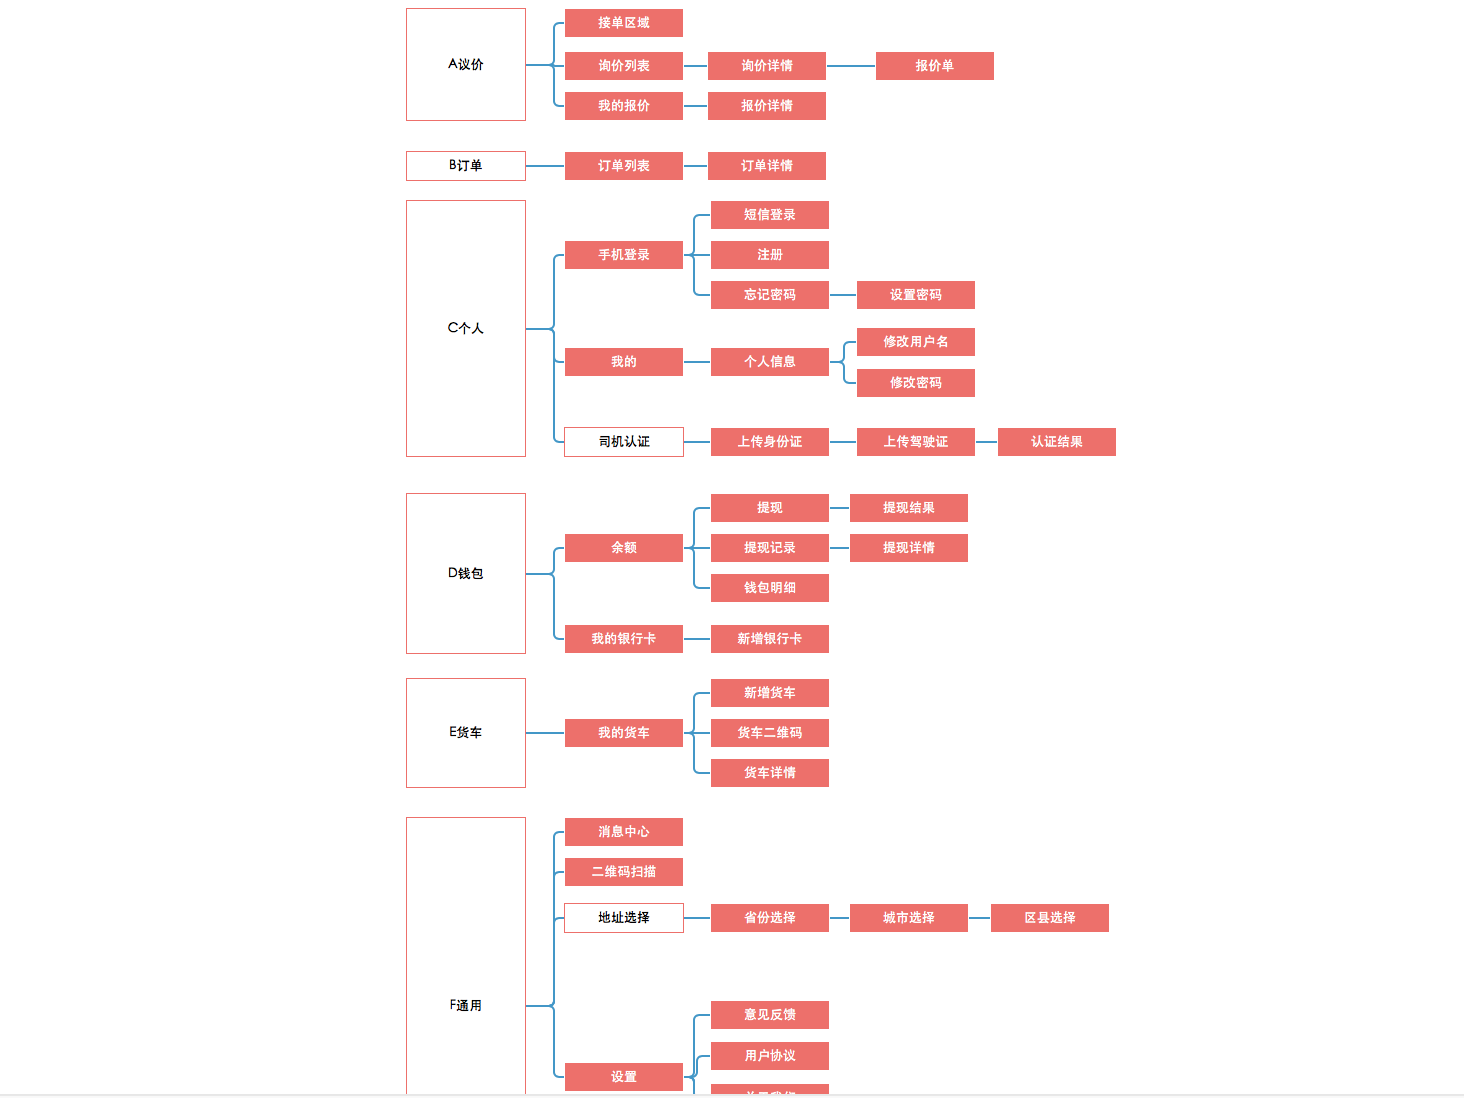 A议价
接单区域
询价列表
询价详情
报价单
我的报价
报价详情
B订单
订单列表
订单详情
C个人
手机登录
短信登录
注册
忘记密码
设置密码
我的
个人信息
修改用户名
修改密码
司机认证
上传身份证
上传驾驶证
认证结果
D钱包
余额
提现
提现结果
提现记录
提现详情
钱包明细
我的银行卡
新增银行卡
E货车
我的货车
新增货车
货车二维码
货车详情
F通用
消息中心
二维码扫描
地址选择
省份选择
城市选择
区县选择
设置
意见反馈
用户协议